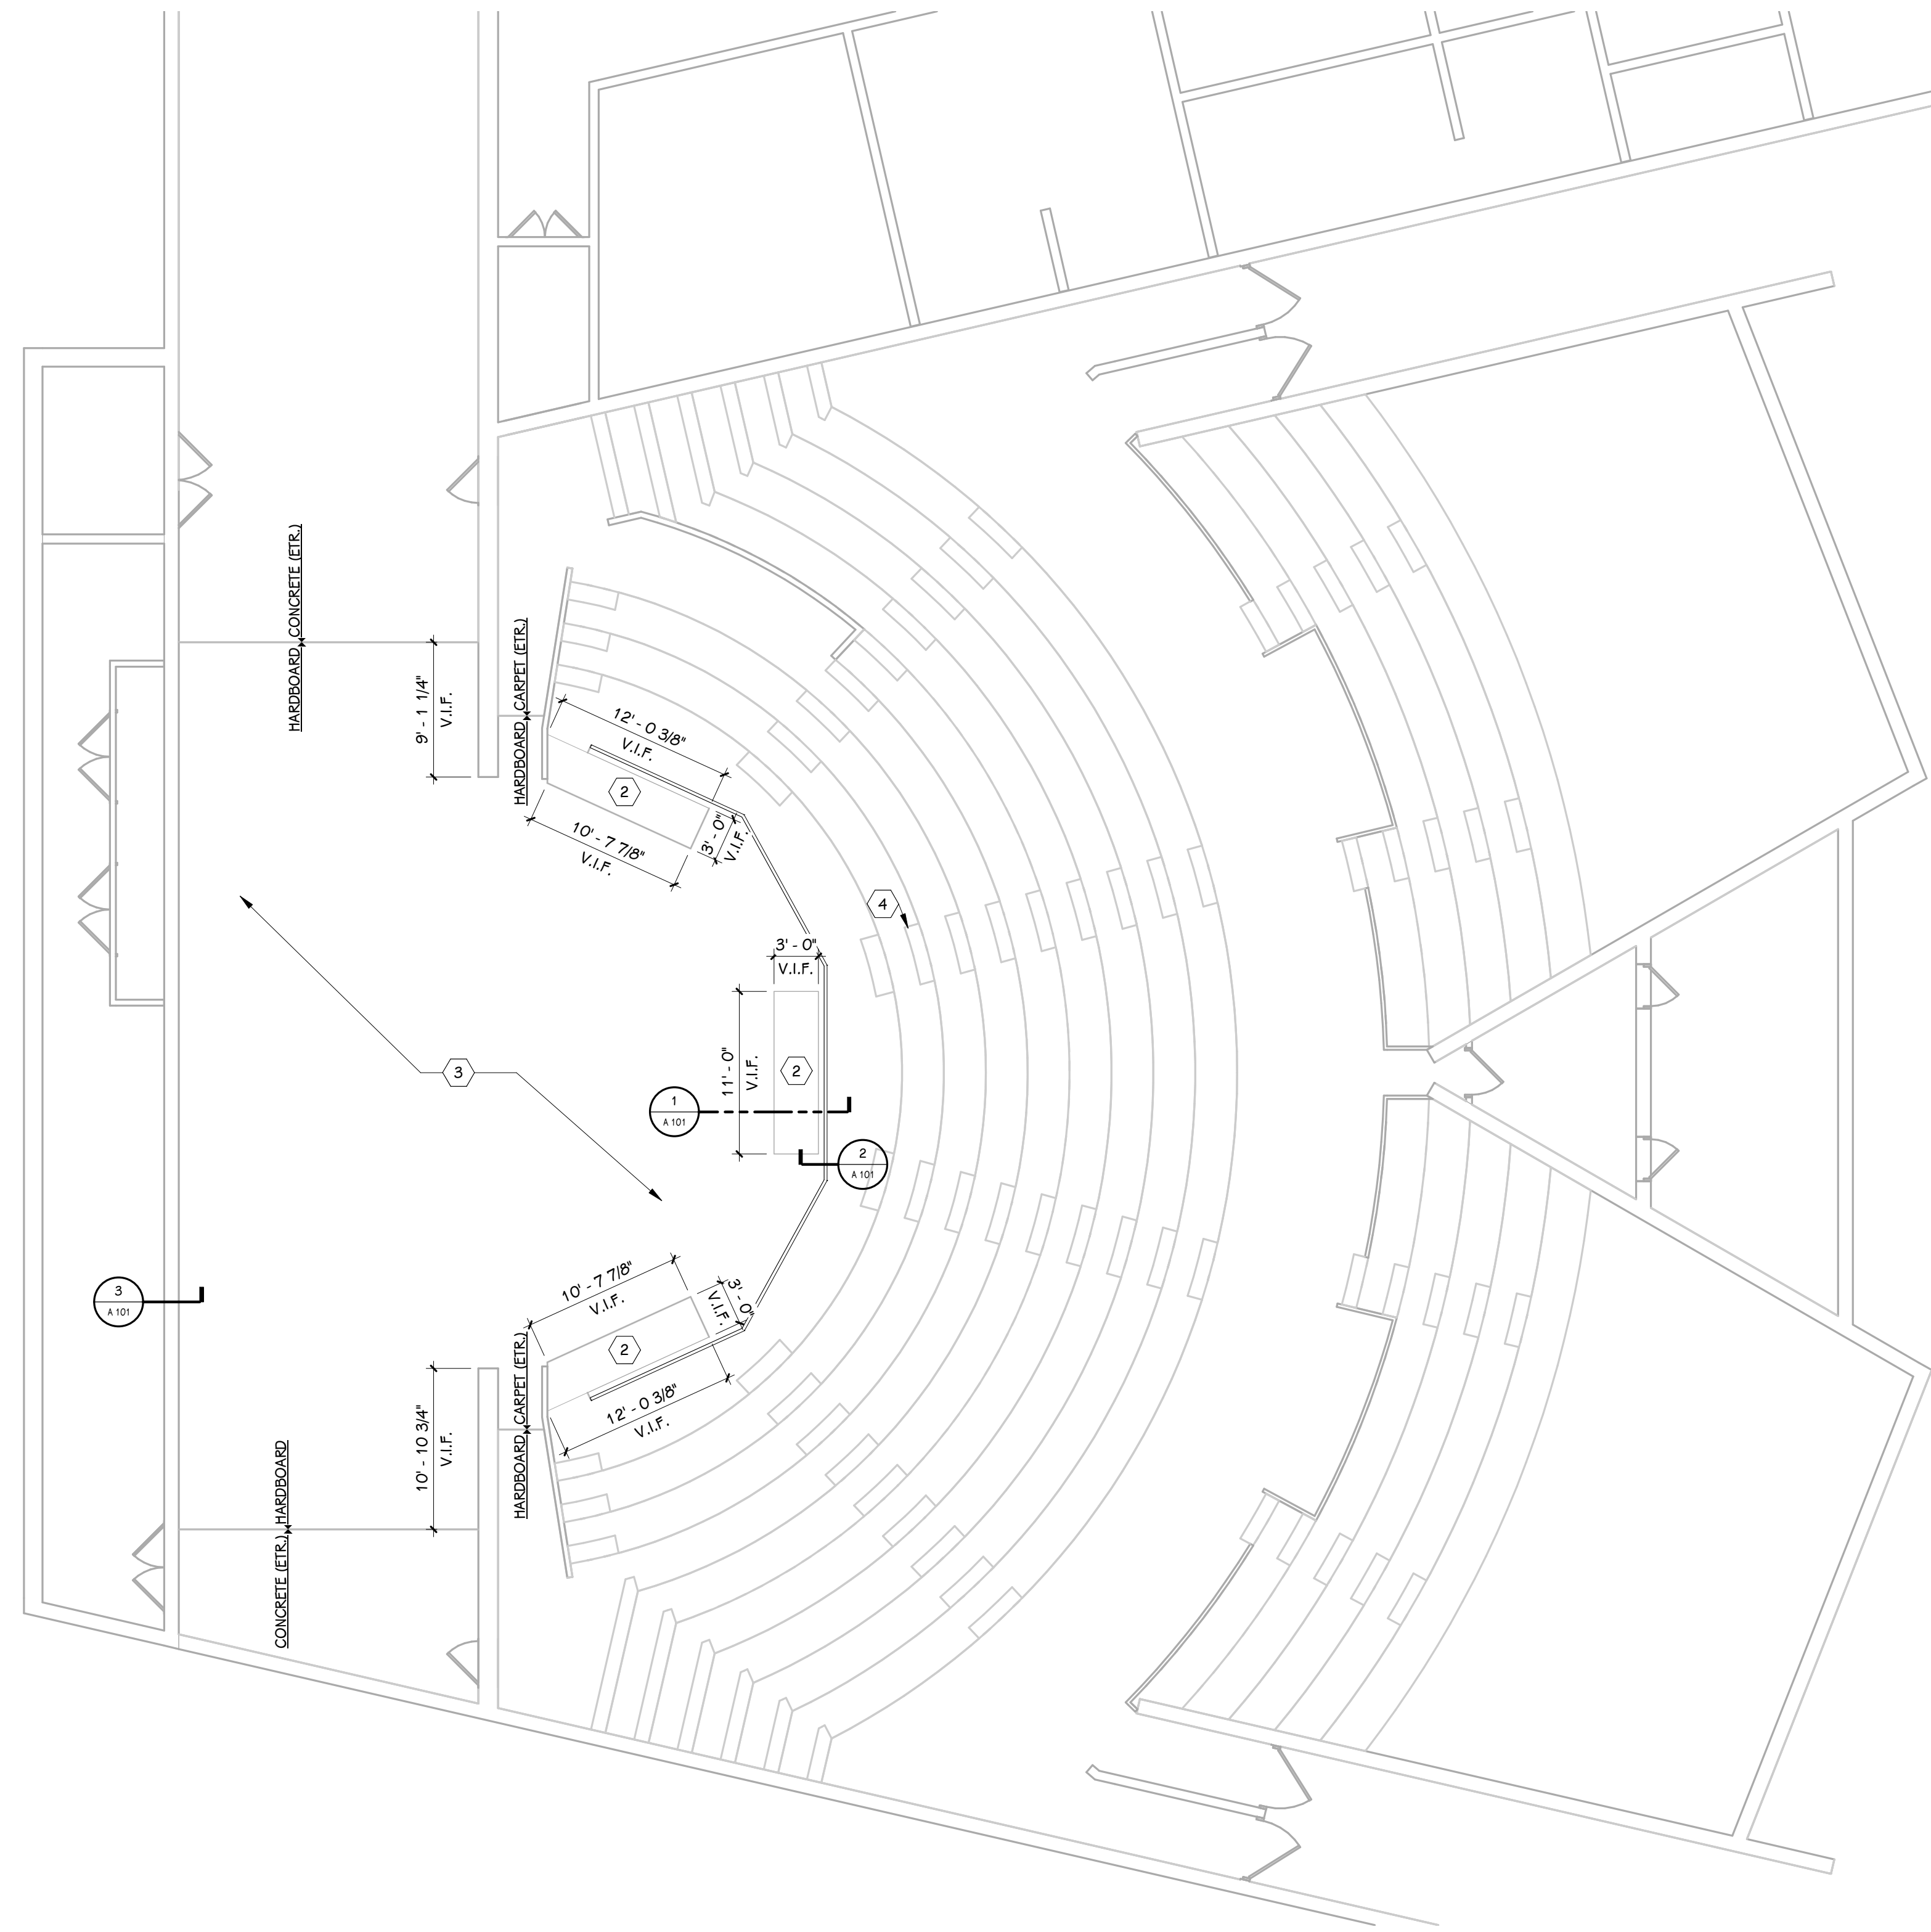 CONCRETE (ETR.)
HARDBOARD
CARPET (ETR.)
HARDBOARD
9' - 1 1/4"
V.I.F.
12' - 0 3/8"
V.I.F.
2
10' - 7 7/8"
V.I.F.
3' - 0"
V.I.F.
4
3' - 0"
V.I.F.
11' - 0"
V.I.F.
2
3
1
A 101
2
A 101
3
A 101
10' - 7 7/8"
V.I.F.
3' - 0"
V.I.F.
2
12' - 0 3/8"
V.I.F.
CARPET (ETR.)
HARDBOARD
10' - 10 3/4"
V.I.F.
HARDBOARD
CONCRETE (ETR.)